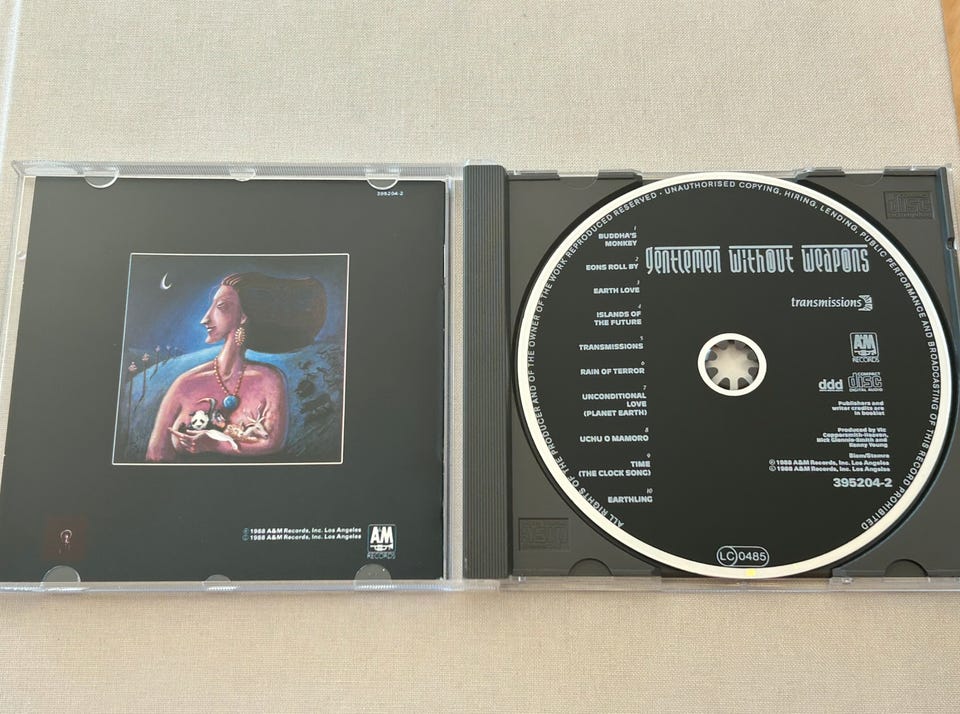 395204-2
℗ 1988 A&M Records, Inc. Los Angeles
© 1988 A&M Records, Inc. Los Angeles
A&M
RECORDS
ALL RIGHTS OF THE PRODUCER AND OF THE OWNER OF THE WORK REPRODUCED RESERVED · UNAUTHORISED COPYING, HIRING, LENDING, PUBLIC PERFORMANCE AND BROADCASTING OF THIS RECORD PROHIBITED
gentlemen without weapons
transmissions
1
BUDDHA'S
MONKEY
2
EONS ROLL BY
3
EARTH LOVE
4
ISLANDS OF
THE FUTURE
5
TRANSMISSIONS
6
RAIN OF TERROR
7
UNCONDITIONAL
LOVE
(PLANET EARTH)
8
UCHU O MAMORO
9
TIME
(THE CLOCK SONG)
10
EARTHLING
A&M
RECORDS
ddd
COMPACT
disc
DIGITAL AUDIO
Publishers and
writer credits are
in booklet
Produced by Vic
Coppersmith-Heaven,
Nick Glennie-Smith and
Kenny Young
Biem/Stemra
℗ 1988 A&M Records, Inc. Los Angeles
© 1988 A&M Records, Inc. Los Angeles
395204-2
LC 0485
disc